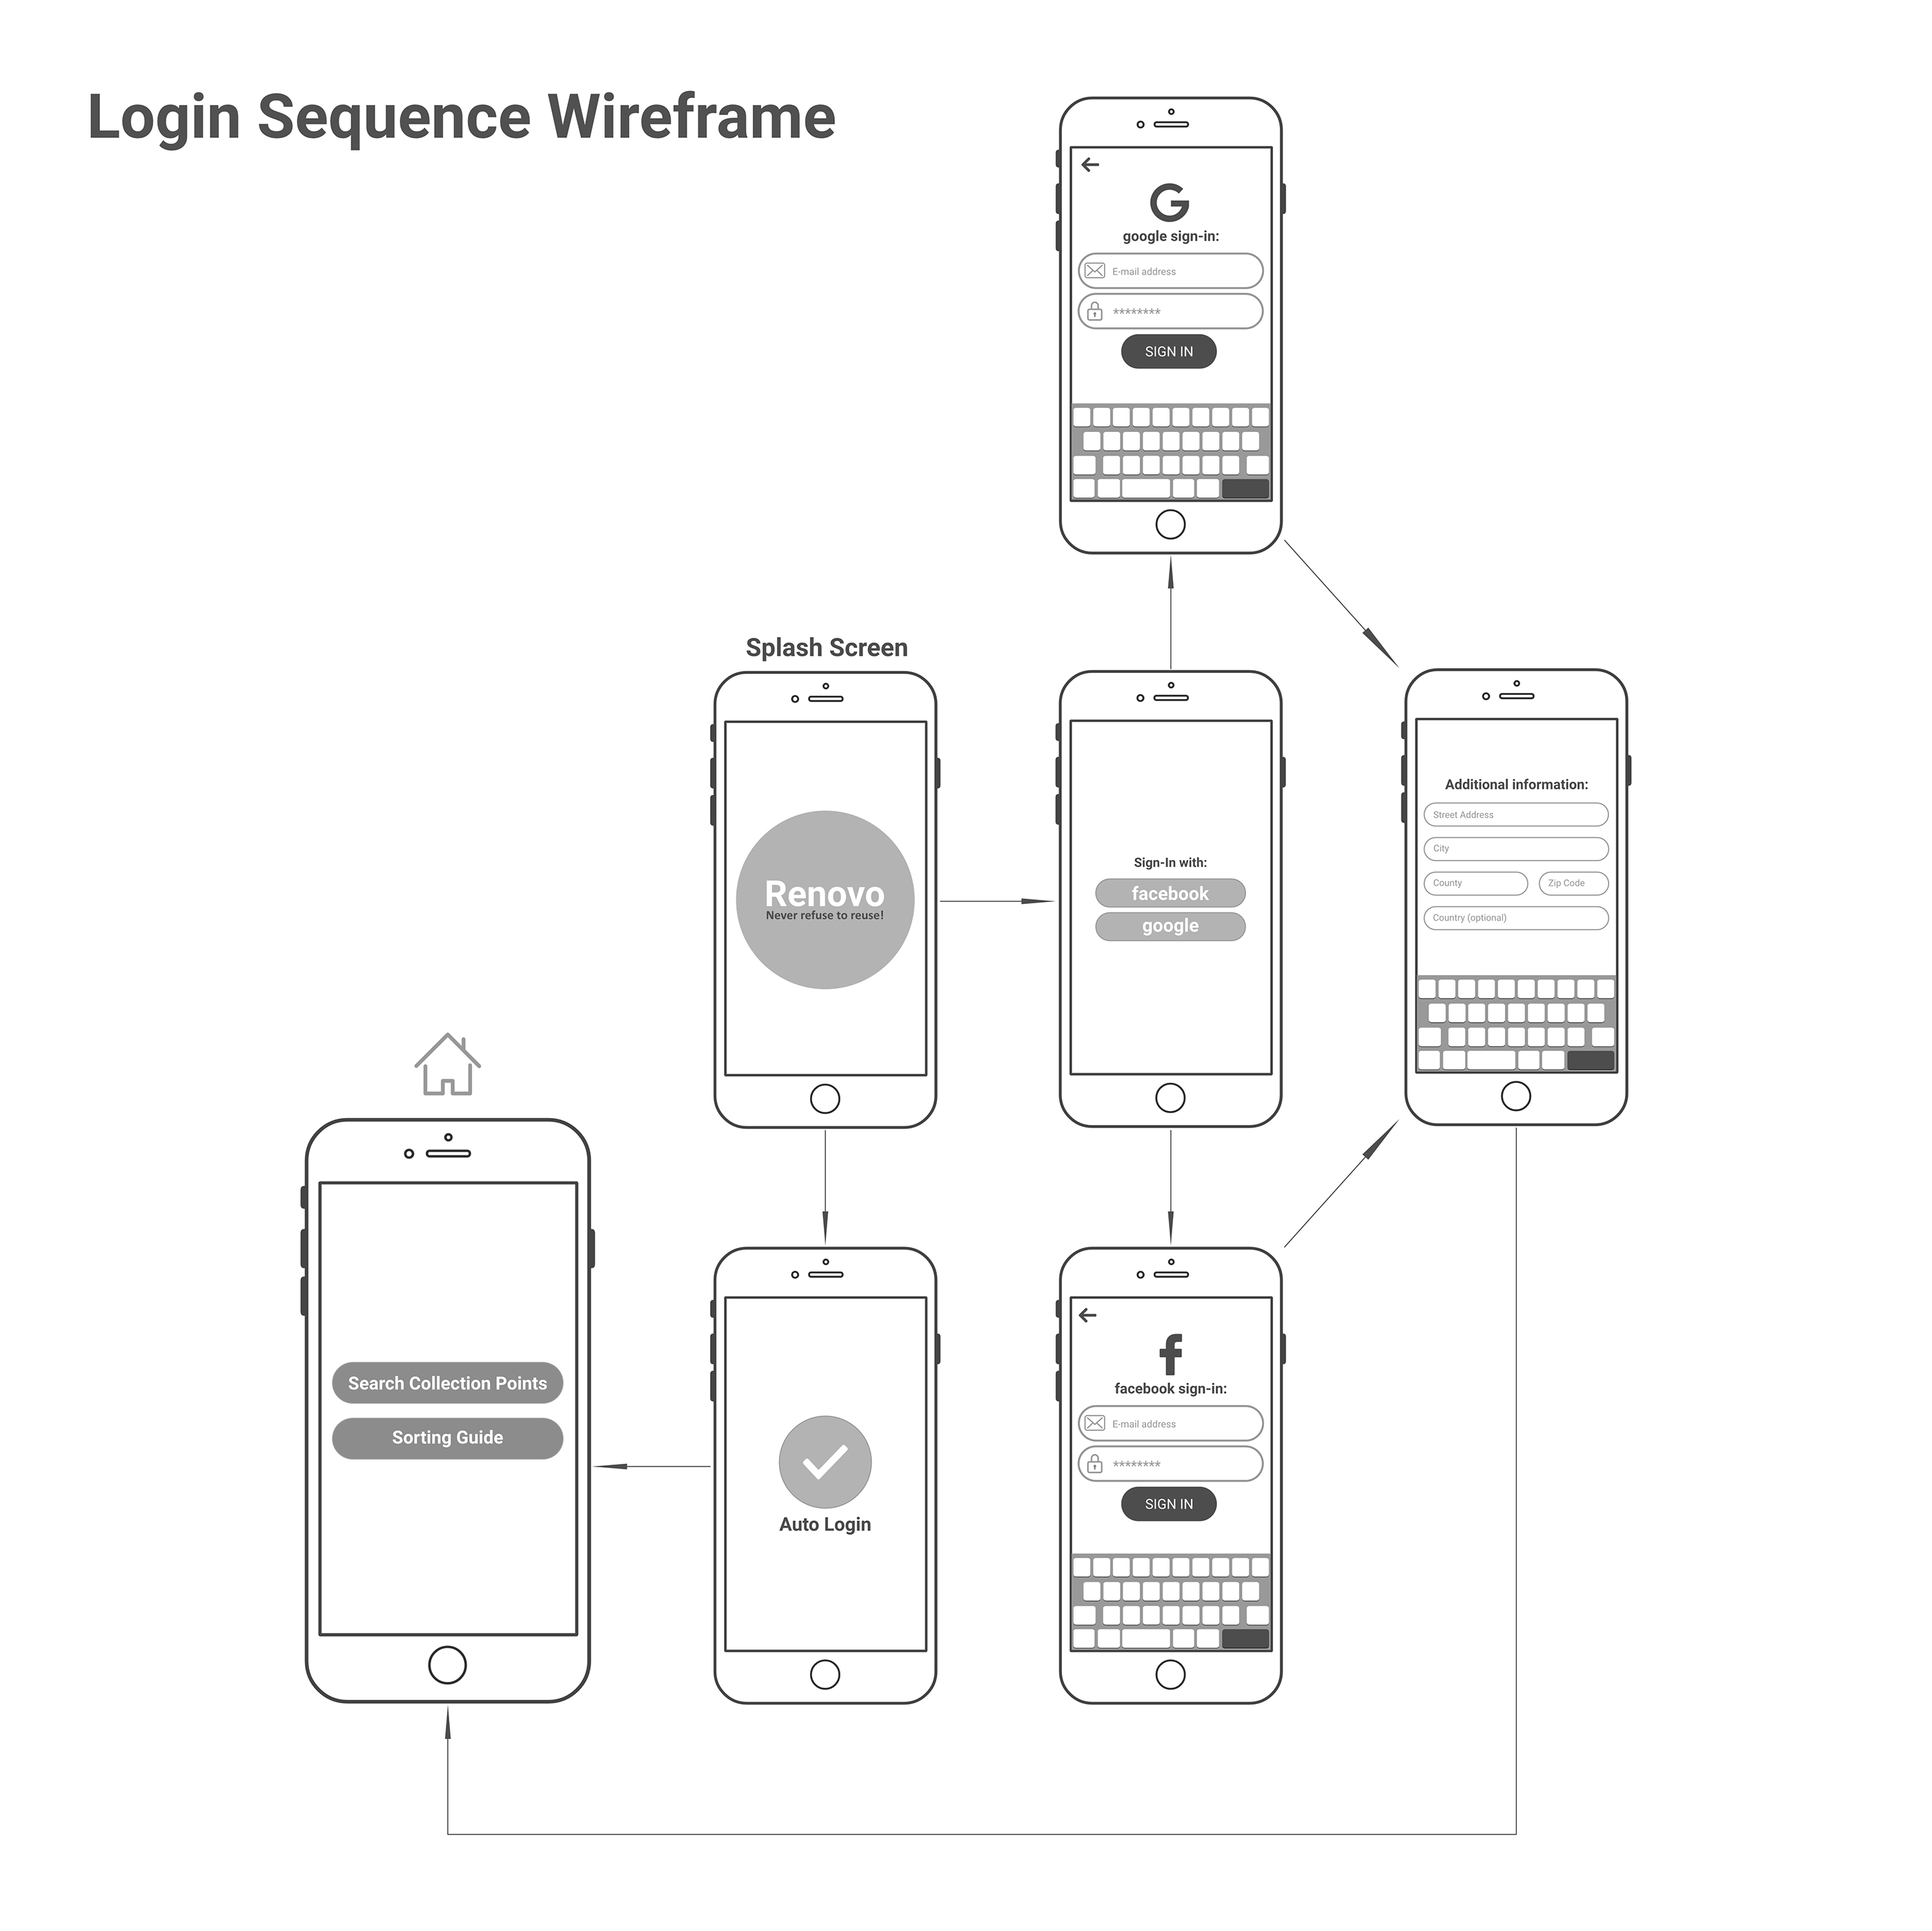 Login Sequence Wireframe
google sign-in:
E-mail address
********
SIGN IN
Splash Screen
Renovo
Never refuse to reuse!
Sign-In with:
facebook
google
Additional information:
Street Address
City
County
Zip Code
Country (optional)
Search Collection Points
Sorting Guide
Auto Login
facebook sign-in:
E-mail address
********
SIGN IN